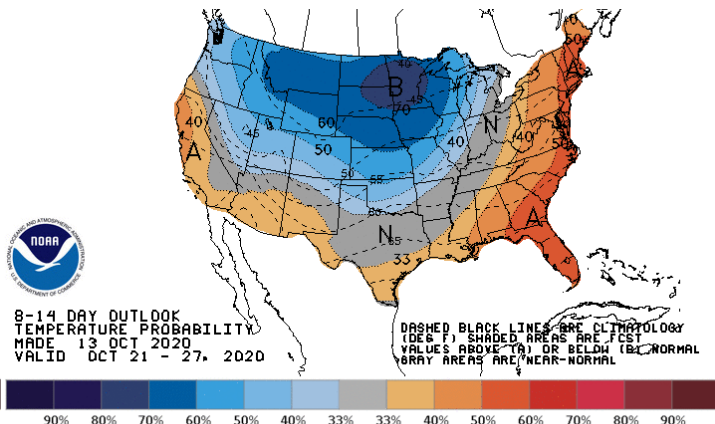 40
50
A
40
B
45
70
60
45
50
40
N
40
50
A
50
55
60
N
65
33
A
NATIONAL OCEANIC AND ATMOSPHERIC ADMINISTRATION
NOAA
U.S. DEPARTMENT OF COMMERCE
8-14 DAY OUTLOOK
TEMPERATURE PROBABILITY
MADE 13 OCT 2020
VALID OCT 21 - 27, 2020
DASHED BLACK LINES ARE CLIMATOLOGY
(DEG F) SHADED AREAS ARE FCST
VALUES ABOVE (A) OR BELOW (B) NORMAL
GRAY AREAS ARE NEAR-NORMAL
90% 80% 70% 60% 50% 40% 33% 33% 40% 50% 60% 70% 80% 90%